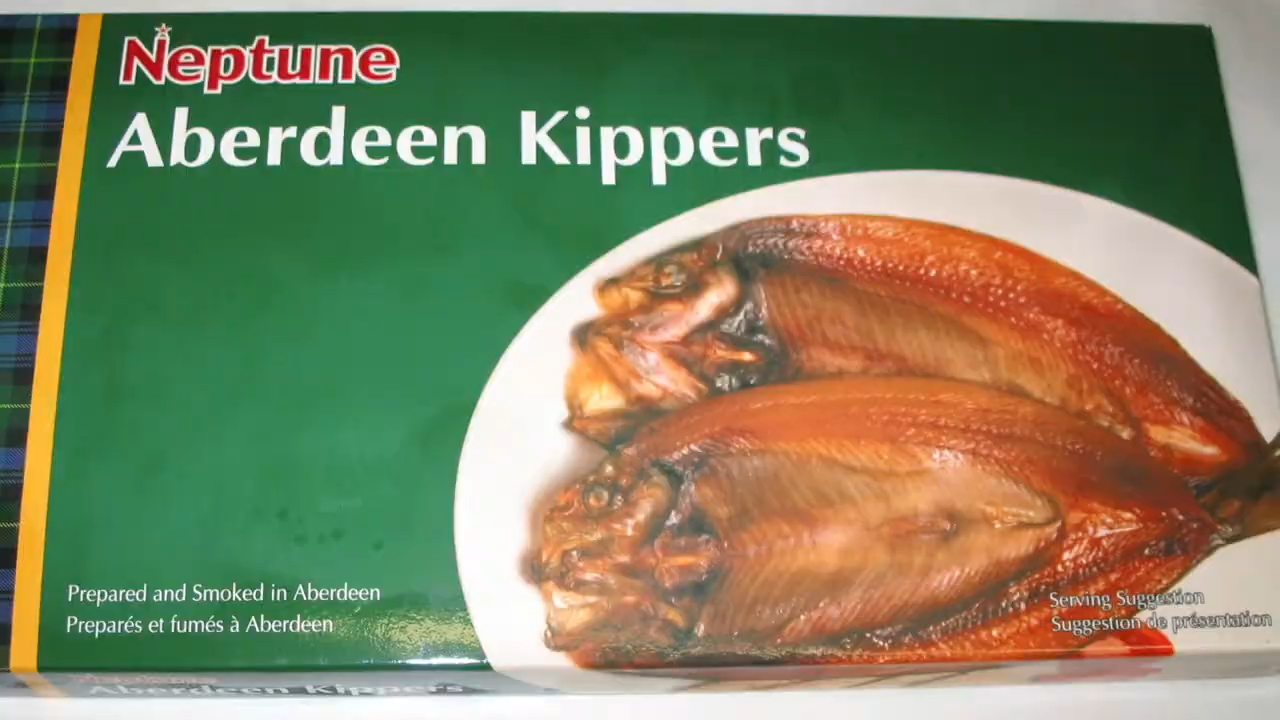 Neptune
Aberdeen Kippers
Prepared and Smoked in Aberdeen
Preparés et fumés à Aberdeen
Serving Suggestion
Suggestion de présentation
Aberdeen Kippers